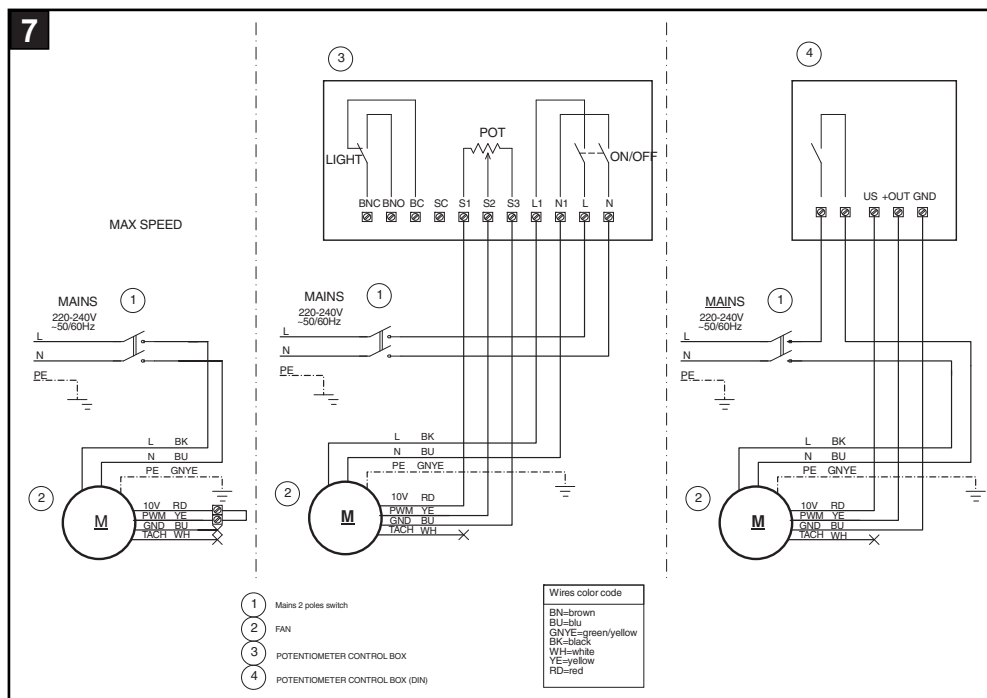 7
MAX SPEED
MAINS
1
220-240V
~50/60Hz
L
N
PE
L BK
N BU
PE GNYE
2
M
10V RD
PWM YE
GND BU
TACH WH
3
LIGHT
POT
ON/OFF
BNC BNO BC SC S1 S2 S3 L1 N1 L N
MAINS
1
220-240V
~50/60Hz
L
N
PE
L BK
N BU
PE GNYE
2
M
10V RD
PWM YE
GND BU
TACH WH
4
US +OUT GND
MAINS
1
220-240V
~50/60Hz
L
N
PE
L BK
N BU
PE GNYE
2
M
10V RD
PWM YE
GND BU
TACH WH
1 Mains 2 poles switch
2 FAN
3 POTENTIOMETER CONTROL BOX
4 POTENTIOMETER CONTROL BOX (DIN)
Wires color code
BN=brown
BU=blu
GNYE=green/yellow
BK=black
WH=white
YE=yellow
RD=red